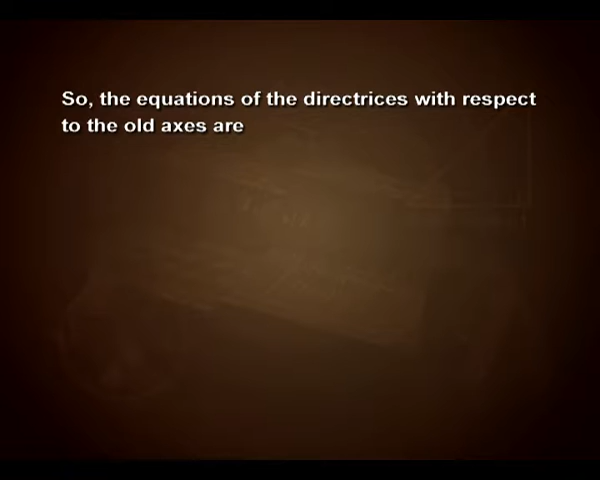 So, the equations of the directrices with respect
to the old axes are